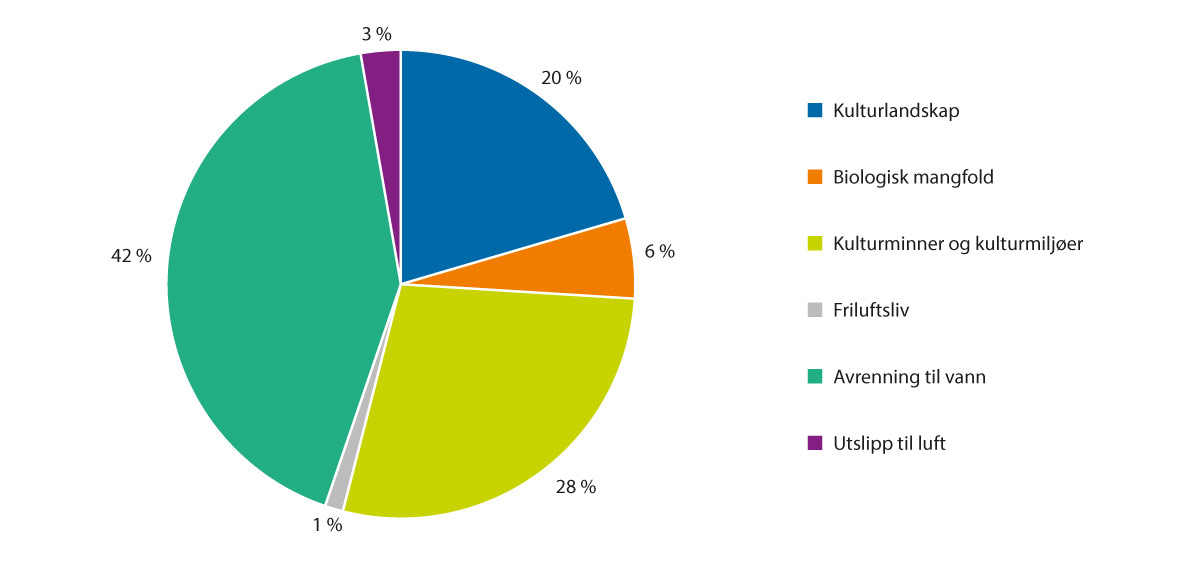 3 %
20 %
6 %
28 %
1 %
42 %
Kulturlandskap
Biologisk mangfold
Kulturminner og kulturmiljøer
Friluftsliv
Avrenning til vann
Utslipp til luft